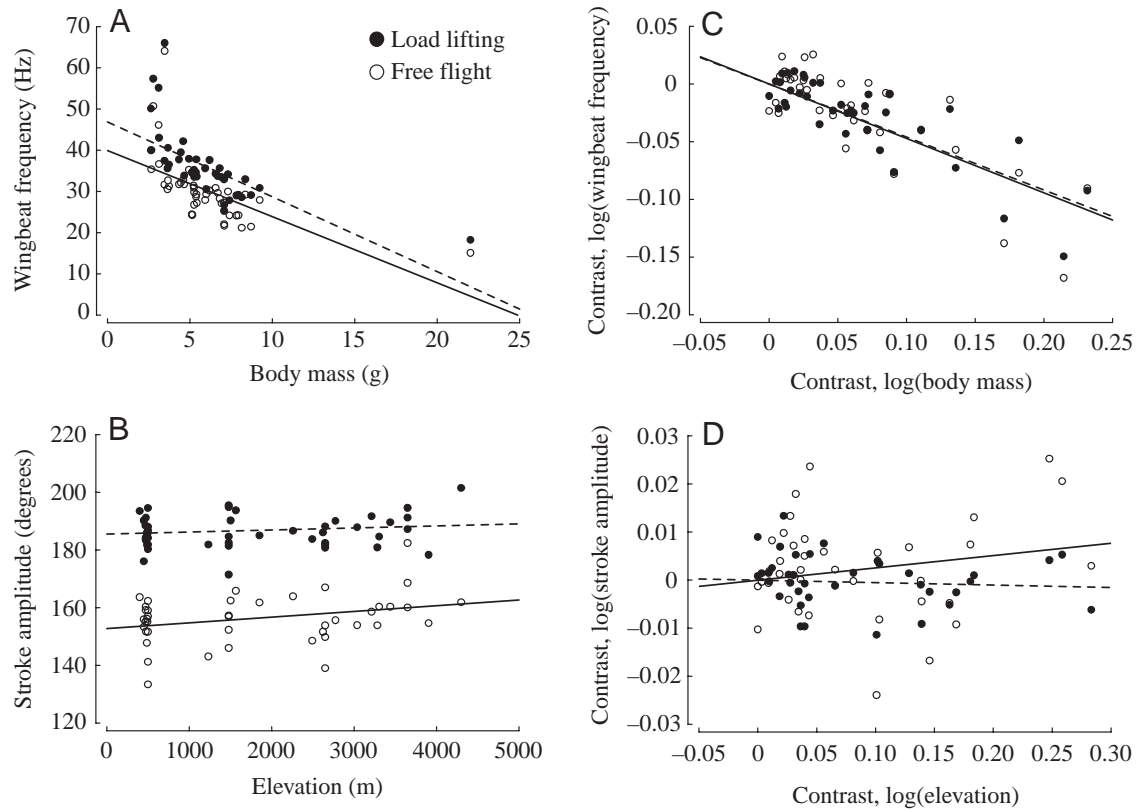 A
Load lifting
Free flight
Wingbeat frequency (Hz)
70
60
50
40
30
20
10
0
0 5 10 15 20 25
Body mass (g)
C
Contrast, log(wingbeat frequency)
0.05
0
−0.05
−0.10
−0.15
−0.20
−0.05 0 0.05 0.10 0.15 0.20 0.25
Contrast, log(body mass)
B
Stroke amplitude (degrees)
220
200
180
160
140
120
0 1000 2000 3000 4000 5000
Elevation (m)
D
Contrast, log(stroke amplitude)
0.03
0.02
0.01
0
−0.01
−0.02
−0.03
−0.05 0 0.05 0.10 0.15 0.20 0.25 0.30
Contrast, log(elevation)